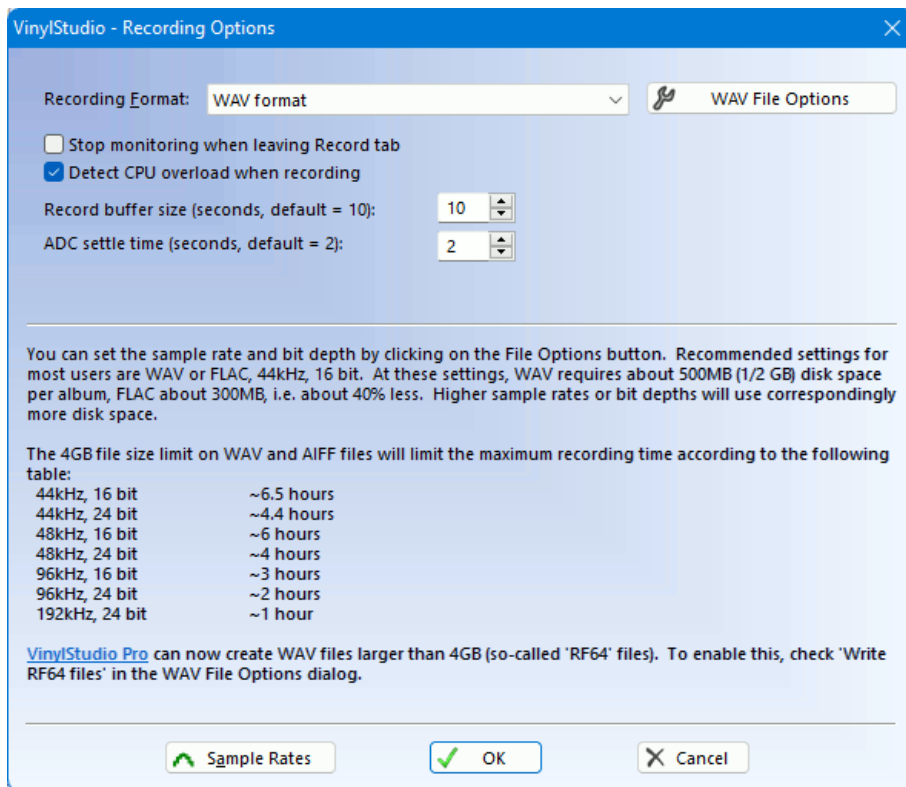 VinylStudio - Recording Options
Recording Format: WAV format WAV File Options
Stop monitoring when leaving Record tab
Detect CPU overload when recording
Record buffer size (seconds, default = 10): 10
ADC settle time (seconds, default = 2): 2
You can set the sample rate and bit depth by clicking on the File Options button. Recommended settings for
most users are WAV or FLAC, 44kHz, 16 bit. At these settings, WAV requires about 500MB (1/2 GB) disk space
per album, FLAC about 300MB, i.e. about 40% less. Higher sample rates or bit depths will use correspondingly
more disk space.
The 4GB file size limit on WAV and AIFF files will limit the maximum recording time according to the following
table:
44kHz, 16 bit ~6.5 hours
44kHz, 24 bit ~4.4 hours
48kHz, 16 bit ~6 hours
48kHz, 24 bit ~4 hours
96kHz, 16 bit ~3 hours
96kHz, 24 bit ~2 hours
192kHz, 24 bit ~1 hour
VinylStudio Pro can now create WAV files larger than 4GB (so-called 'RF64' files). To enable this, check 'Write
RF64 files' in the WAV File Options dialog.
Sample Rates OK Cancel